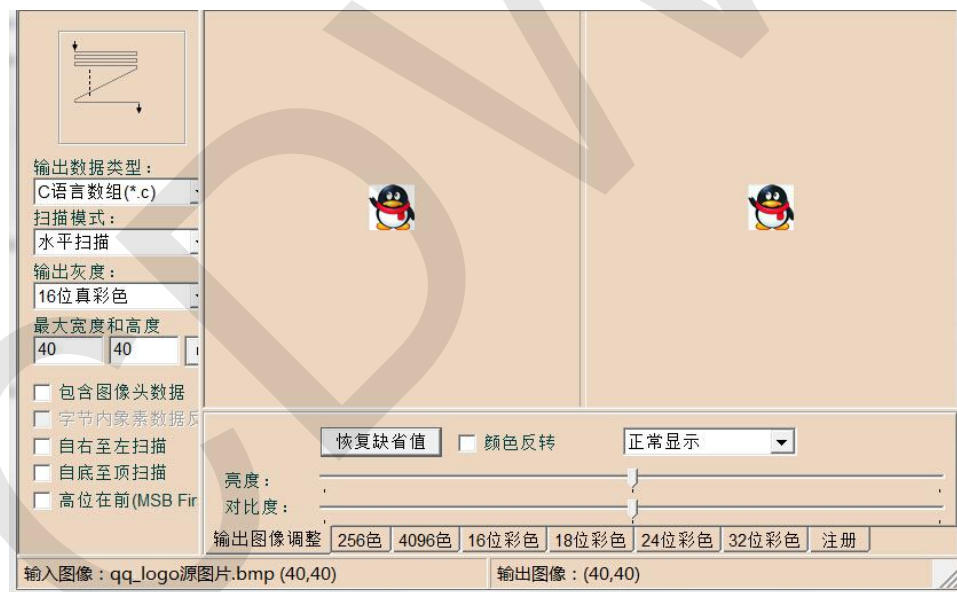 输出数据类型：
C语言数组(*.c)
扫描模式：
水平扫描
输出灰度：
16位真彩色
最大宽度和高度
40 40
包含图像头数据
字节内象素数据反
自右至左扫描
自底至顶扫描
高位在前(MSB Fir
恢复缺省值 颜色反转 正常显示
亮度：
对比度：
输出图像调整 256色 4096色 16位彩色 18位彩色 24位彩色 32位彩色 注册
输入图像：qq_logo源图片.bmp (40,40) 输出图像：(40,40)